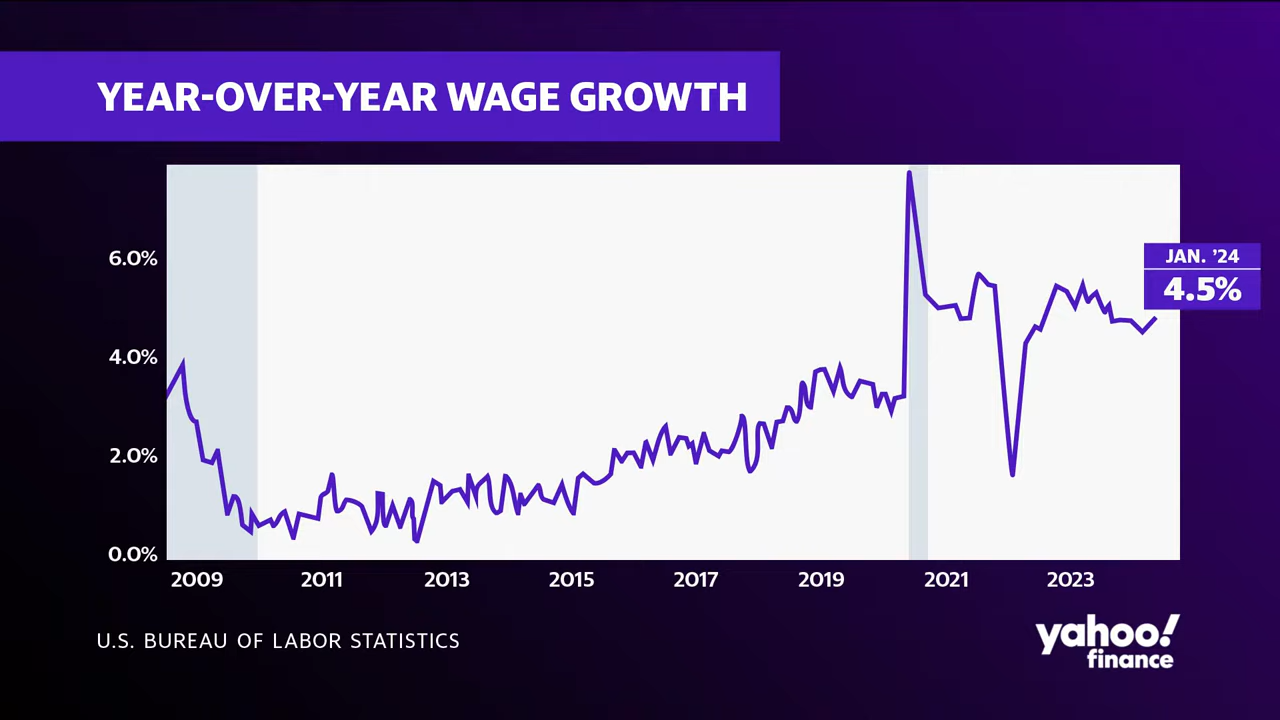 YEAR-OVER-YEAR WAGE GROWTH
6.0%
4.0%
2.0%
0.0%
JAN. ’24
4.5%
2009 2011 2013 2015 2017 2019 2021 2023
U.S. BUREAU OF LABOR STATISTICS
yahoo!
finance